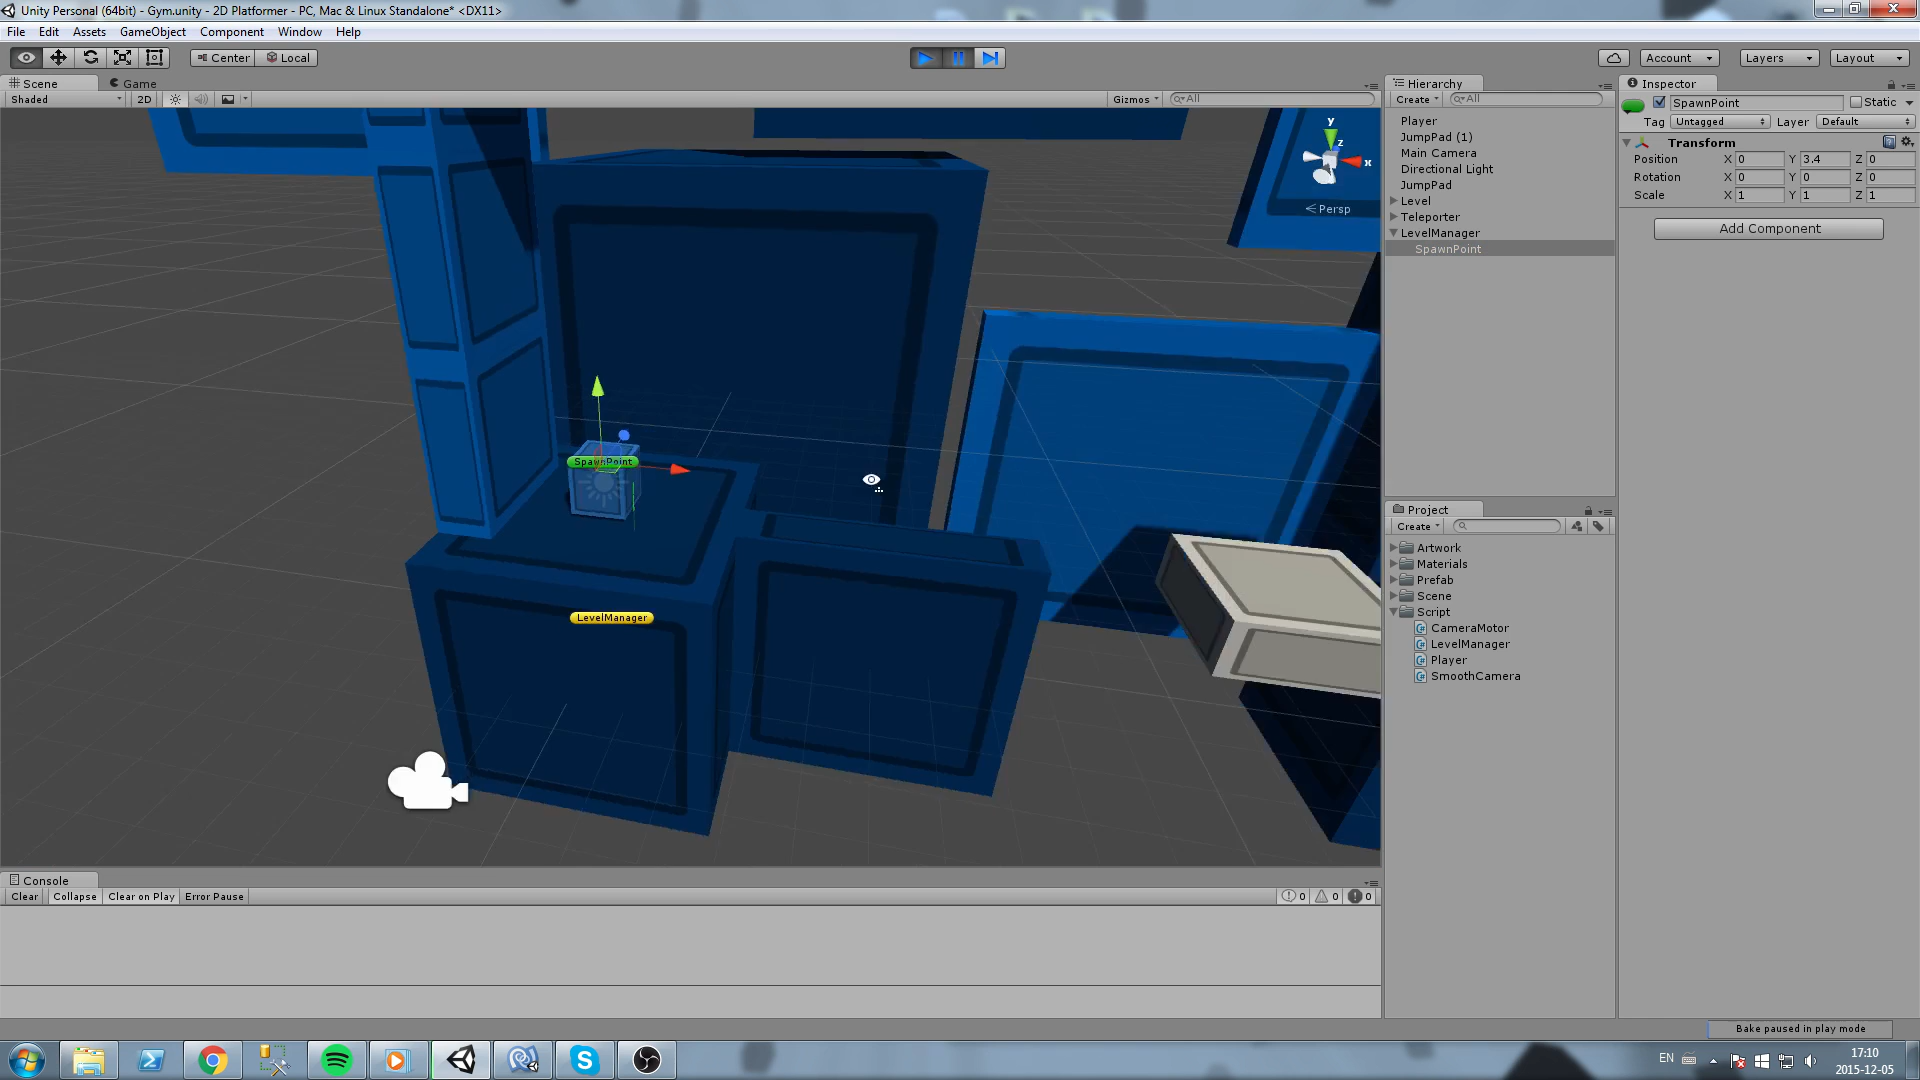 Unity Personal (64bit) - Gym.unity - 2D Platformer - PC, Mac & Linux Standalone* <DX11>
File Edit Assets GameObject Component Window Help
Center Local
Account Layers Layout
Scene Game
Shaded 2D Gizmos All
y
z
x
Persp
SpawnPoint
LevelManager
Hierarchy
Create All
Player
JumpPad (1)
Main Camera
Directional Light
JumpPad
Level
Teleporter
LevelManager
SpawnPoint
Project
Create
Artwork
Materials
Prefab
Scene
Script
CameraMotor
LevelManager
Player
SmoothCamera
Inspector
SpawnPoint Static
Tag Untagged Layer Default
Transform
Position X 0 Y 3.4 Z 0
Rotation X 0 Y 0 Z 0
Scale X 1 Y 1 Z 1
Add Component
Console
Clear Collapse Clear on Play Error Pause 0 0 0
Bake paused in play mode
EN 17:10
2015-12-05